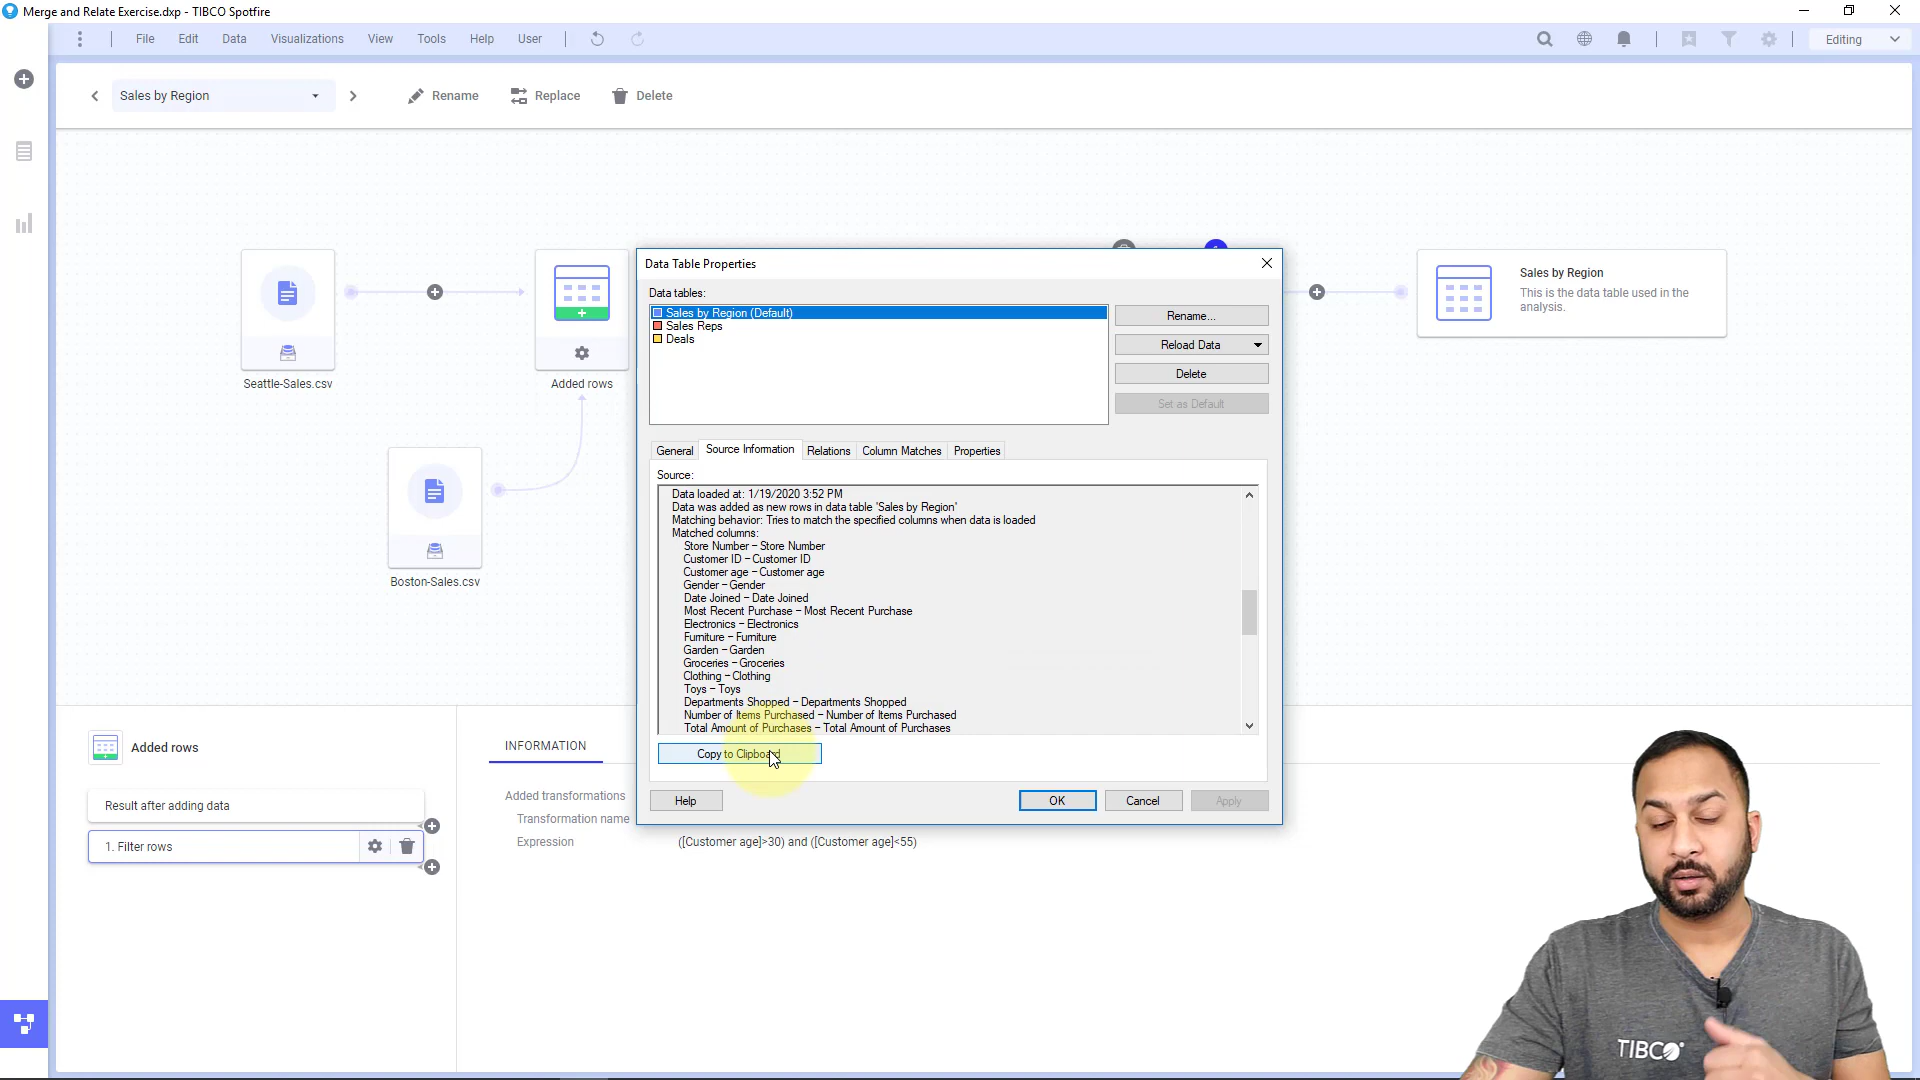 Merge and Relate Exercise.dxp - TIBCO Spotfire
File
Edit
Data
Visualizations
View
Tools
Help
User
Editing
Sales by Region
Rename
Replace
Delete
Seattle-Sales.csv
Added rows
Boston-Sales.csv
Sales by Region
This is the data table used in the
analysis.
Data Table Properties
Data tables:
Sales by Region (Default)
Sales Reps
Deals
Rename...
Reload Data
Delete
Set as Default
General
Source Information
Relations
Column Matches
Properties
Source:
Data loaded at: 1/19/2020 3:52 PM
Data was added as new rows in data table 'Sales by Region'
Matching behavior: Tries to match the specified columns when data is loaded
Matched columns:
Store Number – Store Number
Customer ID – Customer ID
Customer age – Customer age
Gender – Gender
Date Joined – Date Joined
Most Recent Purchase – Most Recent Purchase
Electronics – Electronics
Furniture – Furniture
Garden – Garden
Groceries – Groceries
Clothing – Clothing
Toys – Toys
Departments Shopped – Departments Shopped
Number of Items Purchased – Number of Items Purchased
Total Amount of Purchases – Total Amount of Purchases
Copy to Clipboard
Help
OK
Cancel
Apply
Added rows
Result after adding data
1. Filter rows
INFORMATION
Added transformations
Transformation name
Expression
([Customer age]>30) and ([Customer age]<55)
TIBCO